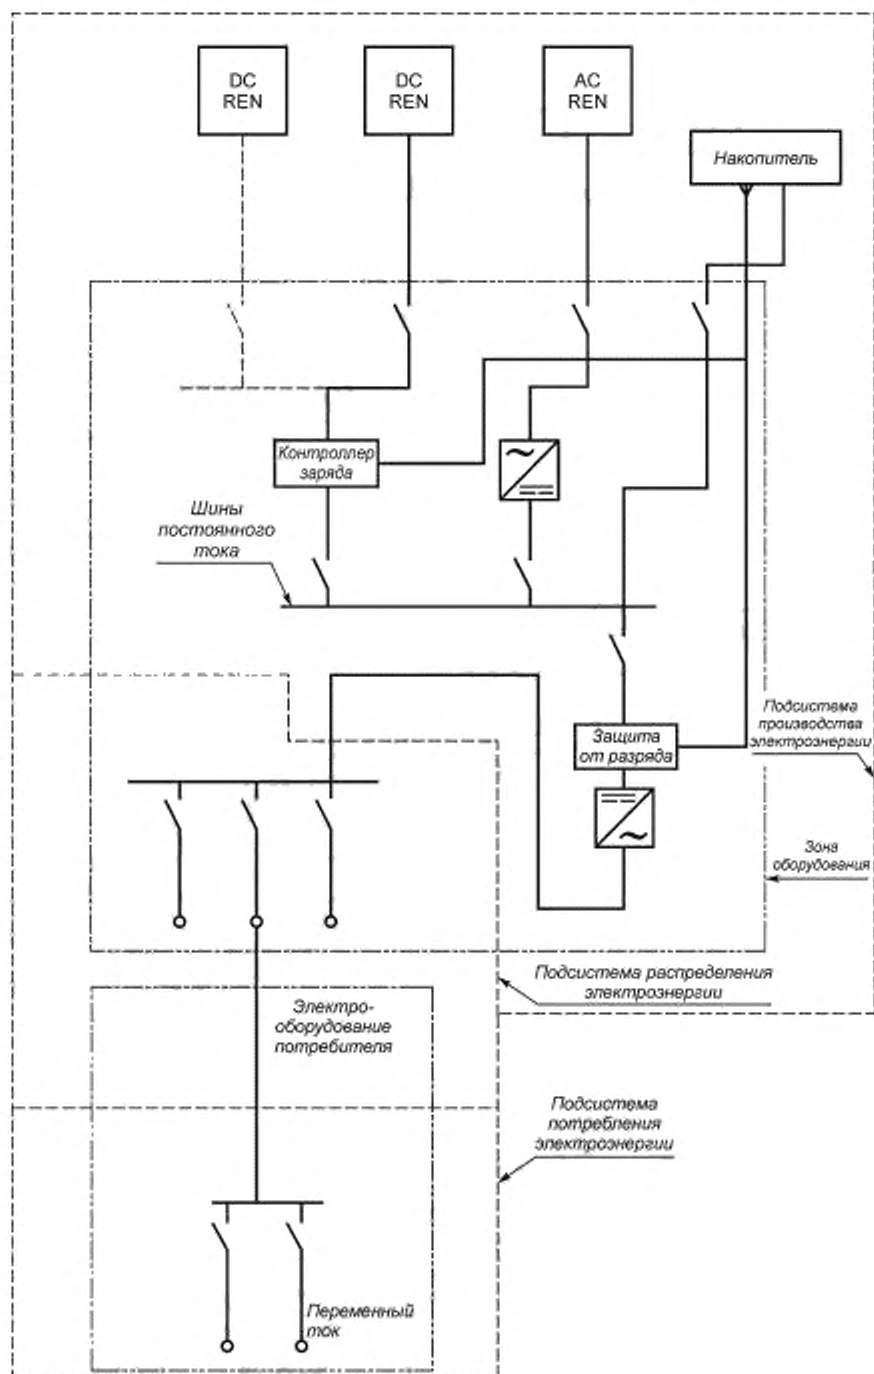 DC
REN
DC
REN
AC
REN
Накопитель
Контроллер
заряда
Шины
постоянного
тока
Подсистема
производства
электроэнергии
Защита
от разряда
Зона
оборудования
Подсистема распределения
электроэнергии
Электро-
оборудование
потребителя
Подсистема
потребления
электроэнергии
Переменный
ток